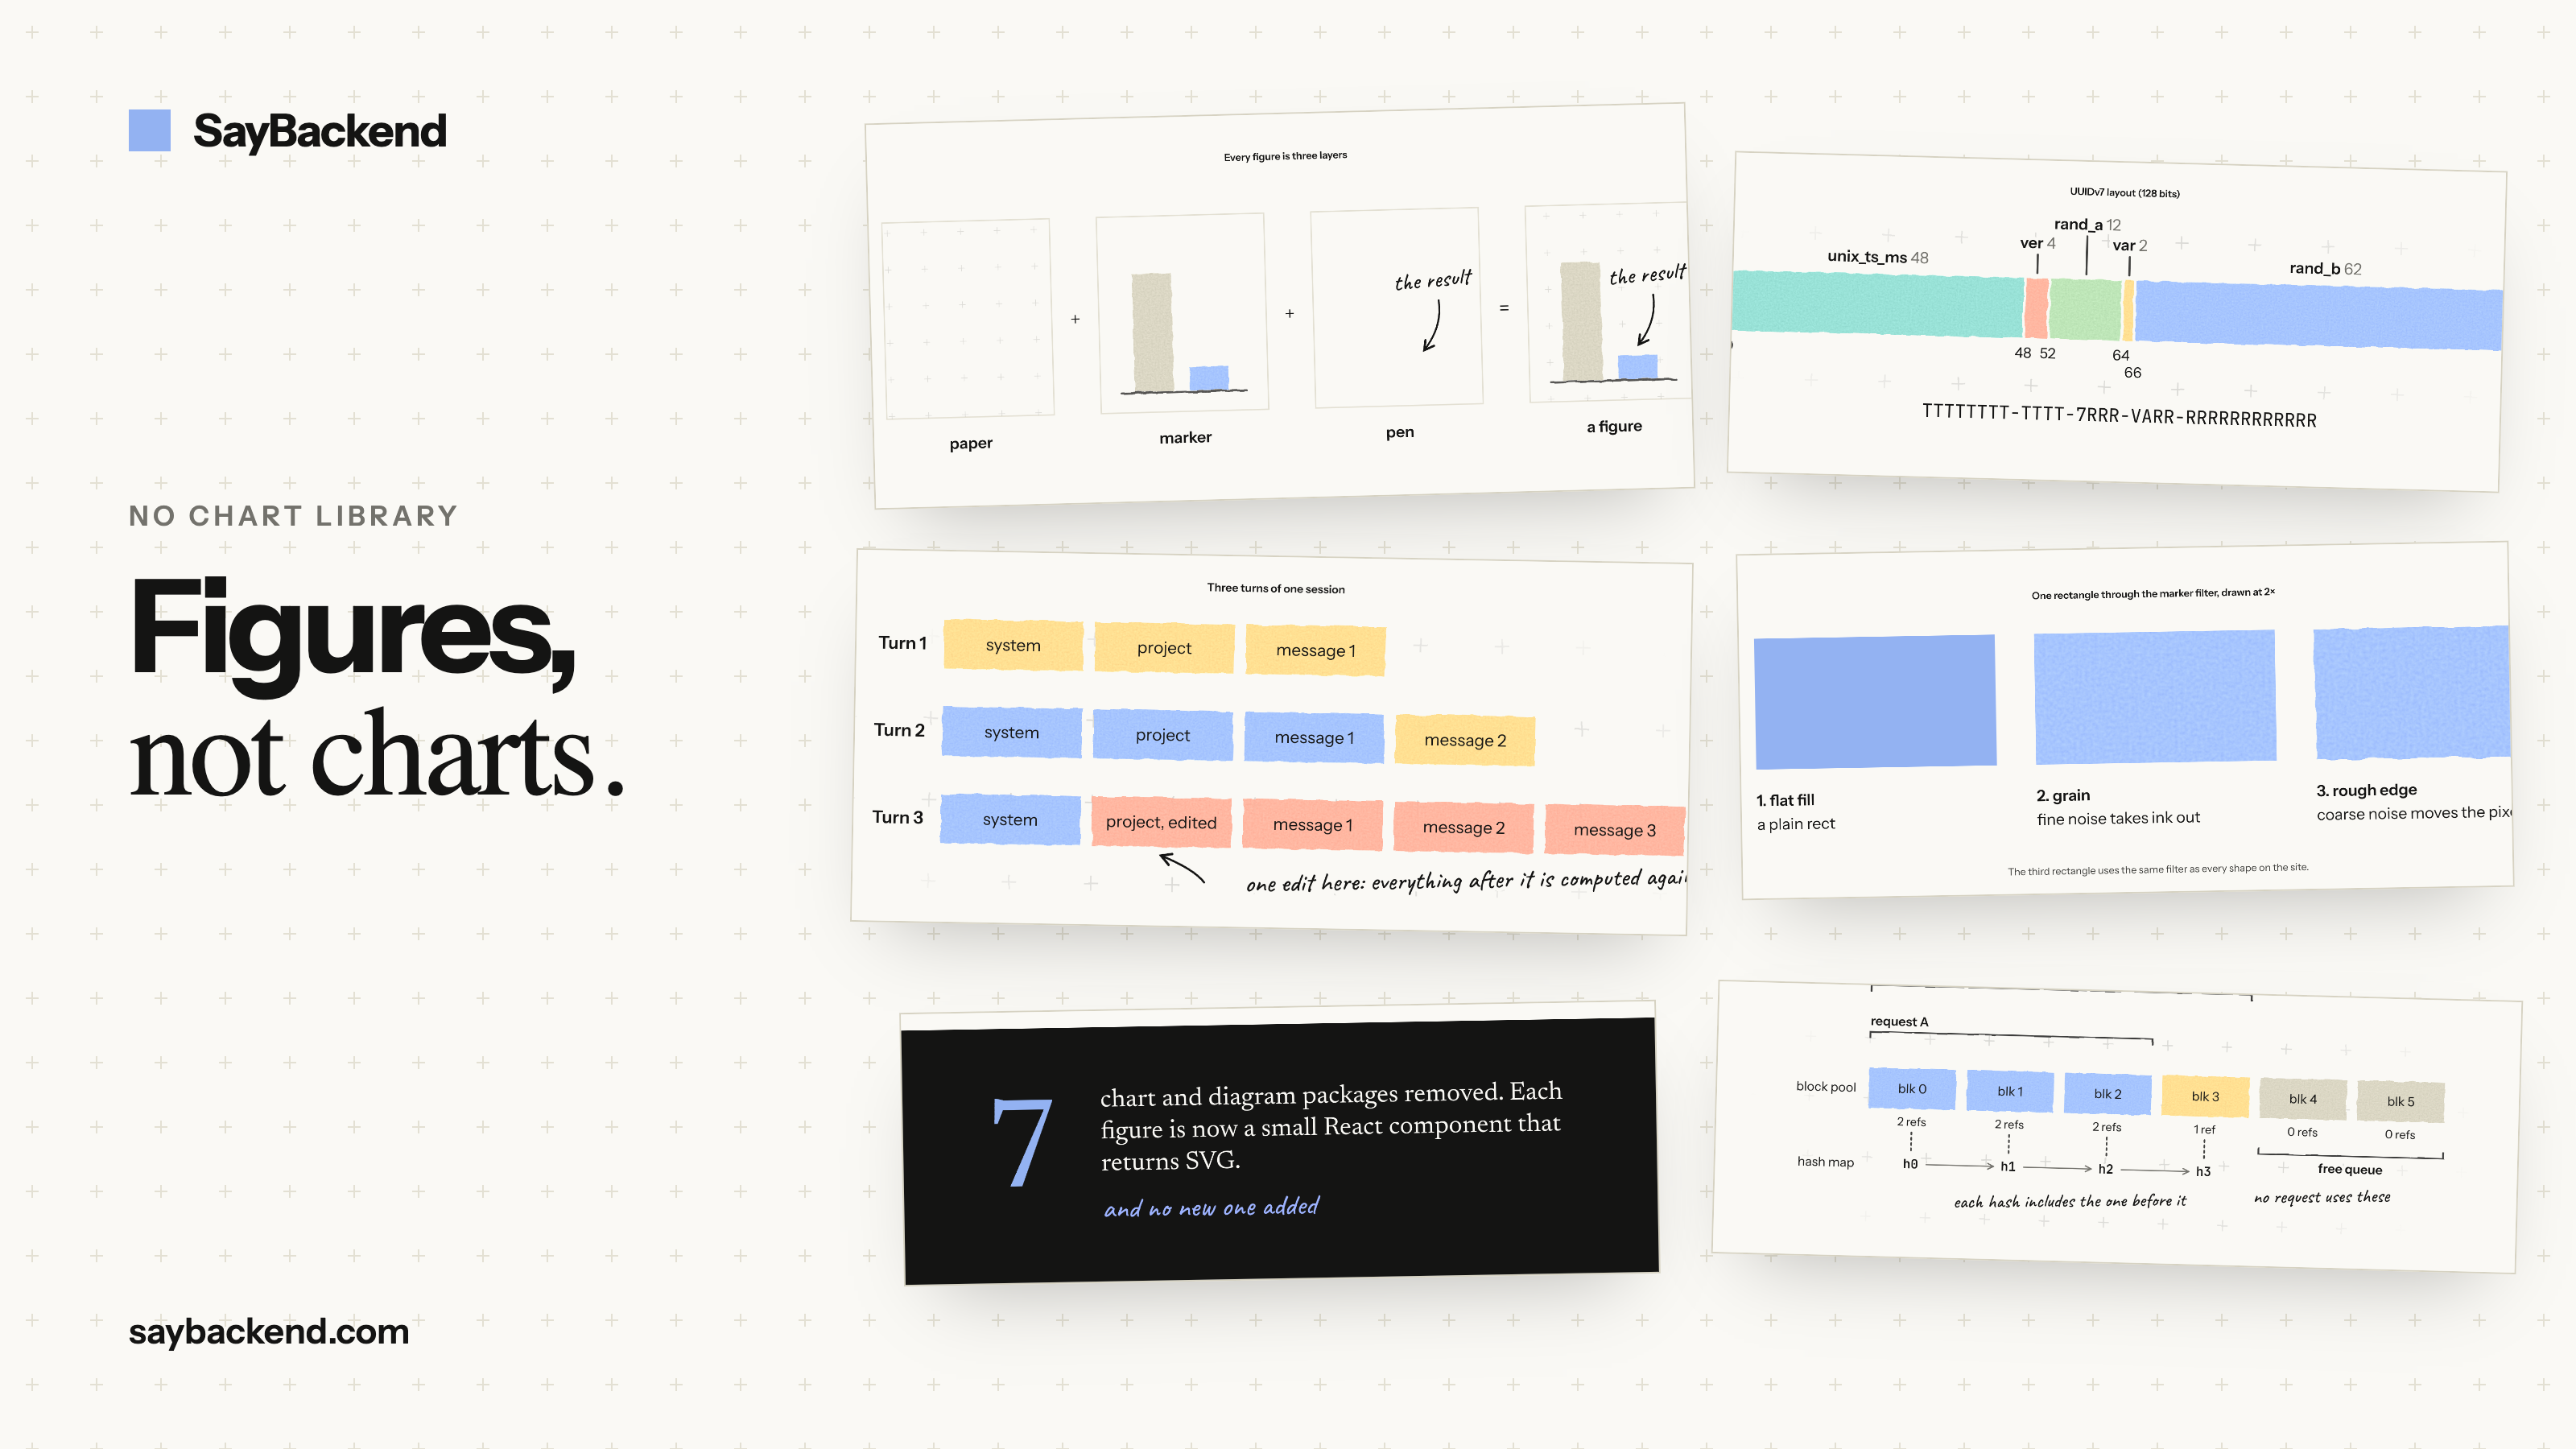 SayBackend
NO CHART LIBRARY
Figures,
not charts.
saybackend.com
Every figure is three layers
+
+
=
the result
the result
paper
marker
pen
a figure
UUIDv7 layout (128 bits)
rand_a 12
ver 4
var 2
unix_ts_ms 48
rand_b 62
48 52
64
66
TTTTTTTT-TTTT-7RRR-VARR-RRRRRRRRRRRR
Three turns of one session
Turn 1 system project message 1
Turn 2 system project message 1 message 2
Turn 3 system project, edited message 1 message 2 message 3
one edit here: everything after it is computed
One rectangle through the marker filter, drawn at 2×
1. flat fill
a plain rect
2. grain
fine noise takes ink out
3. rough edge
coarse noise moves the
The third rectangle uses the same filter as every shape on the site.
7
chart and diagram packages removed. Each
figure is now a small React component that
returns SVG.
and no new one added
request A
block pool blk 0 blk 1 blk 2 blk 3 blk 4 blk 5
2 refs 2 refs 2 refs 1 ref 0 refs 0 refs
hash map h0 h1 h2 h3
free queue
each hash includes the one before it
no request uses these